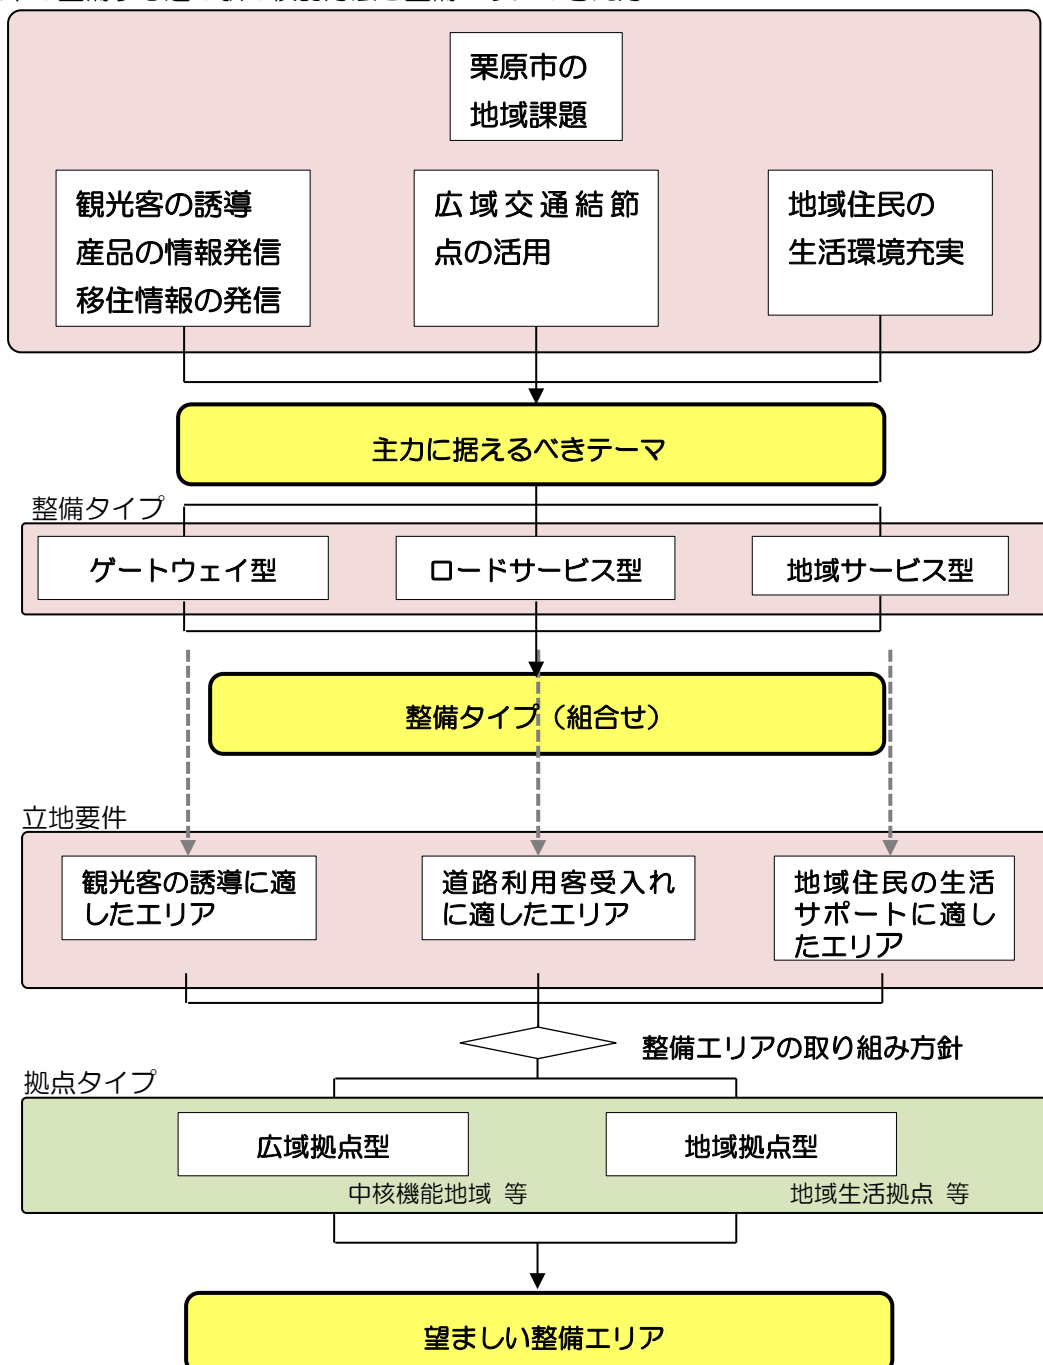 栗原市の
地域課題
観光客の誘導
産品の情報発信
移住情報の発信
広域交通結節
点の活用
地域住民の
生活環境充実
主力に据えるべきテーマ
整備タイプ
ゲートウェイ型
ロードサービス型
地域サービス型
整備タイプ（組合せ）
立地要件
観光客の誘導に適
したエリア
道路利用客受入れ
に適したエリア
地域住民の生活
サポートに適し
たエリア
整備エリアの取り組み方針
拠点タイプ
広域拠点型
地域拠点型
中核機能地域 等
地域生活拠点 等
望ましい整備エリア